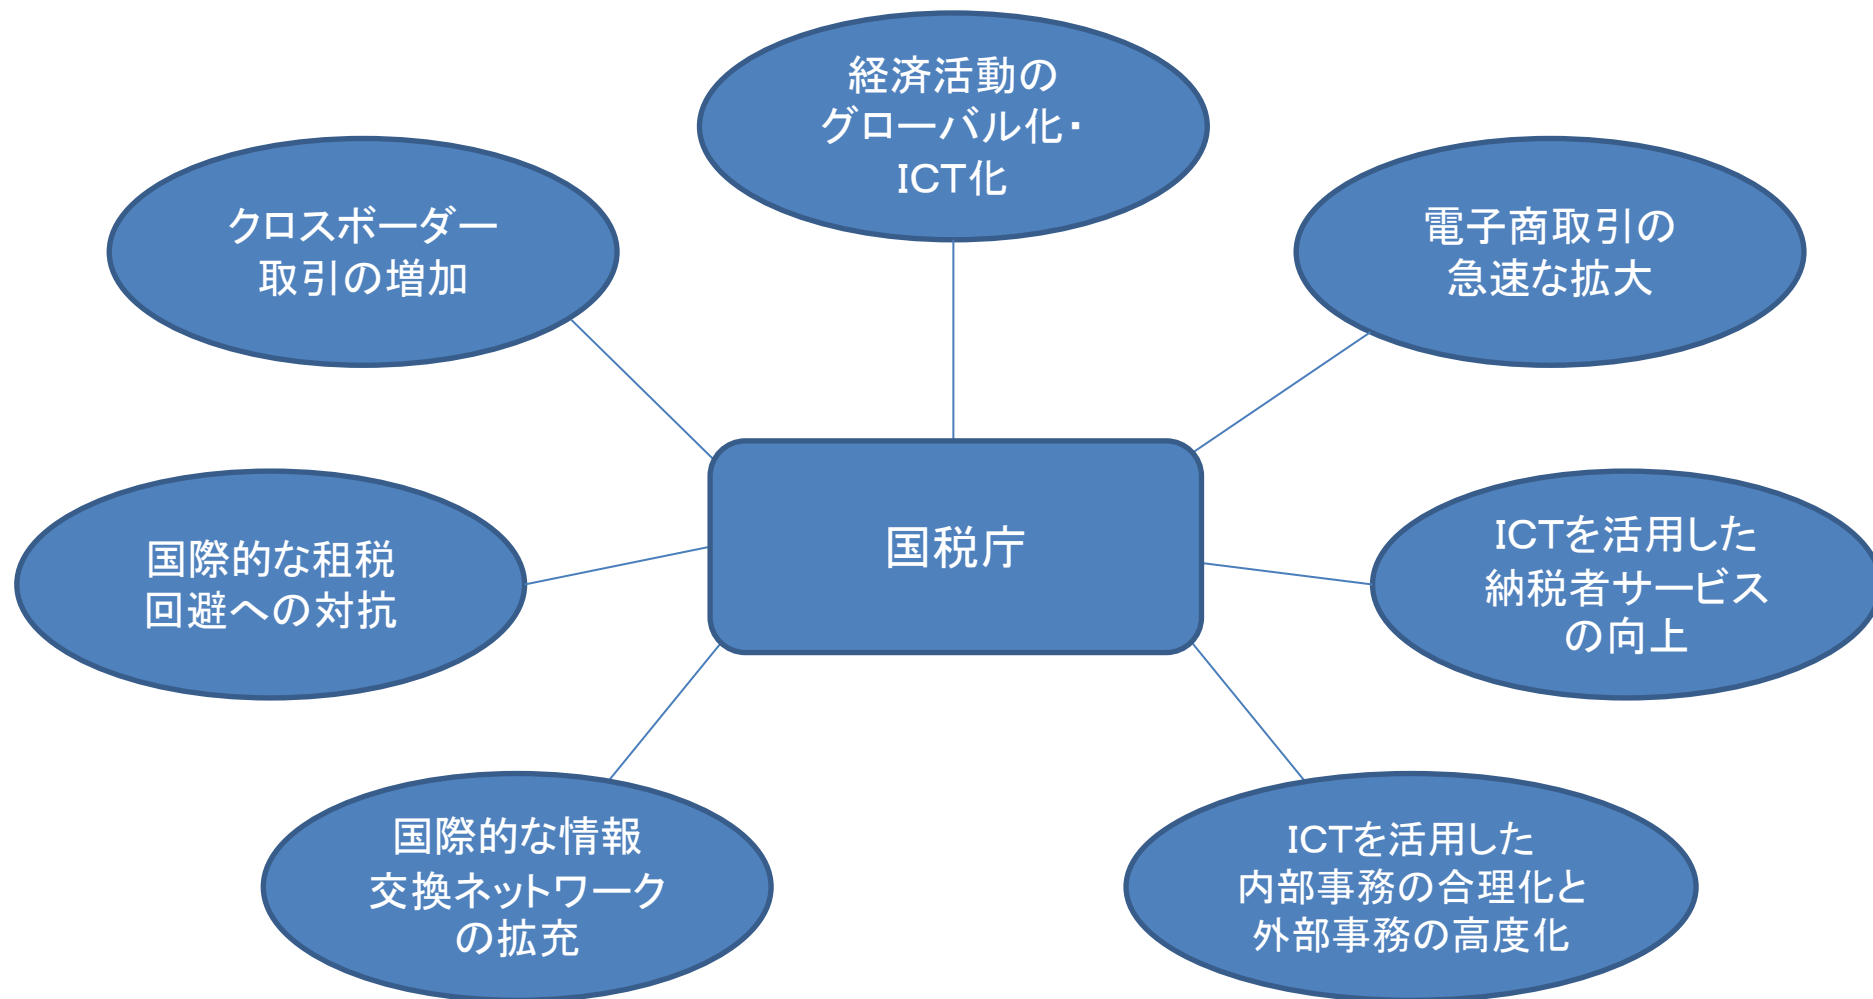 経済活動の
グローバル化・
ICT化
クロスボーダー
取引の増加
電子商取引の
急速な拡大
国税庁
国際的な租税
回避への対抗
ICTを活用した
納税者サービス
の向上
国際的な情報
交換ネットワーク
の拡充
ICTを活用した
内部事務の合理化と
外部事務の高度化